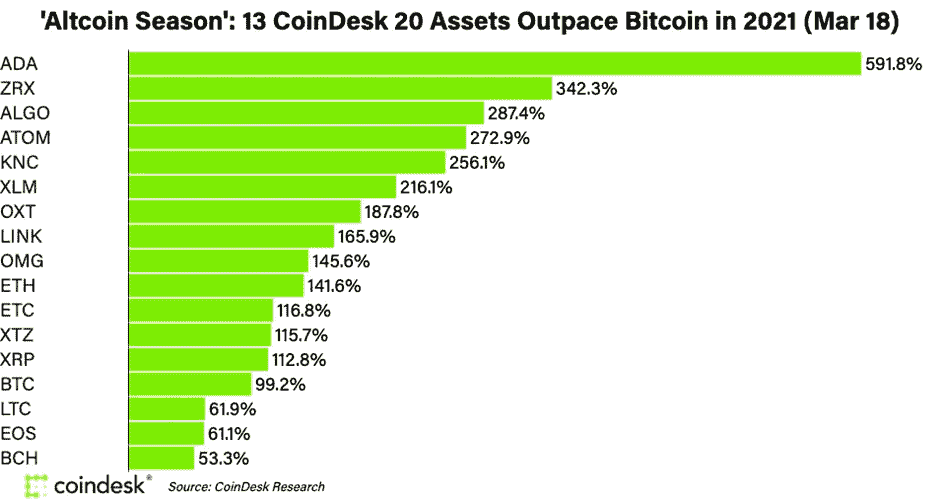 'Altcoin Season': 13 CoinDesk 20 Assets Outpace Bitcoin in 2021 (Mar 18)
ADA 591.8%
ZRX 342.3%
ALGO 287.4%
ATOM 272.9%
KNC 256.1%
XLM 216.1%
OXT 187.8%
LINK 165.9%
OMG 145.6%
ETH 141.6%
ETC 116.8%
XTZ 115.7%
XRP 112.8%
BTC 99.2%
LTC 61.9%
EOS 61.1%
BCH 53.3%
coindesk® Source: CoinDesk Research